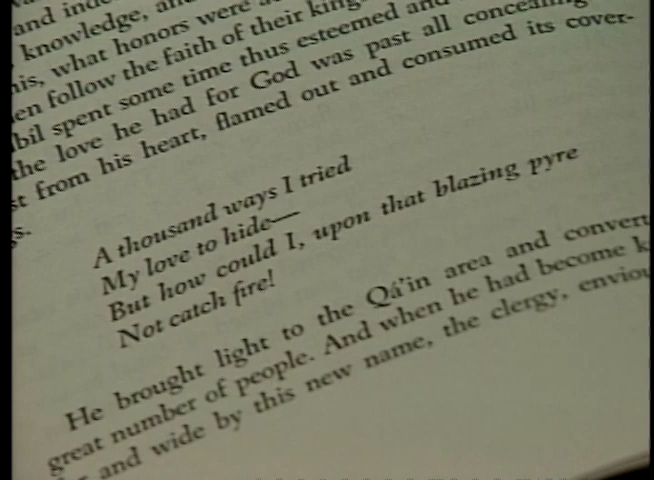 and
knowledge, and
his, what honors were
en follow the faith of their king
bil spent some time thus esteemed and
the love he had for God was past all concealing
st from his heart, flamed out and consumed its cover-
s.
A thousand ways I tried
My love to hide—
But how could I, upon that blazing pyre
Not catch fire!
He brought light to the Qá'in area and convert
great number of people. And when he had become k
and wide by this new name, the clergy, enviou